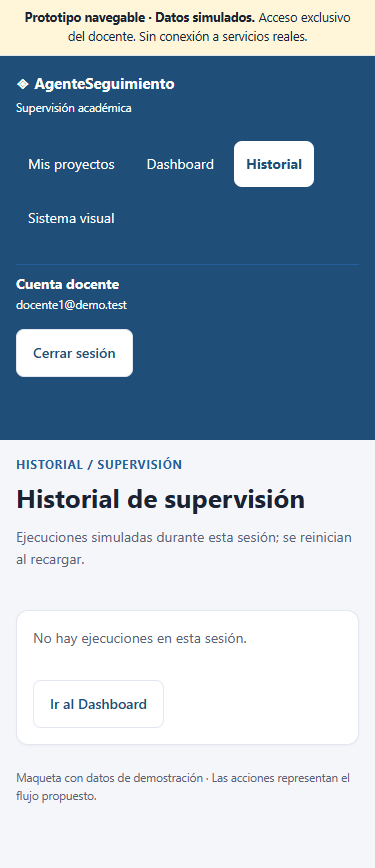 Prototipo navegable · Datos simulados. Acceso exclusivo
del docente. Sin conexión a servicios reales.
❖ AgenteSeguimiento
Supervisión académica
Mis proyectos Dashboard Historial
Sistema visual
Cuenta docente
docente1@demo.test
Cerrar sesión
HISTORIAL / SUPERVISIÓN
Historial de supervisión
Ejecuciones simuladas durante esta sesión; se reinician
al recargar.
No hay ejecuciones en esta sesión.
Ir al Dashboard
Maqueta con datos de demostración · Las acciones representan el
flujo propuesto.